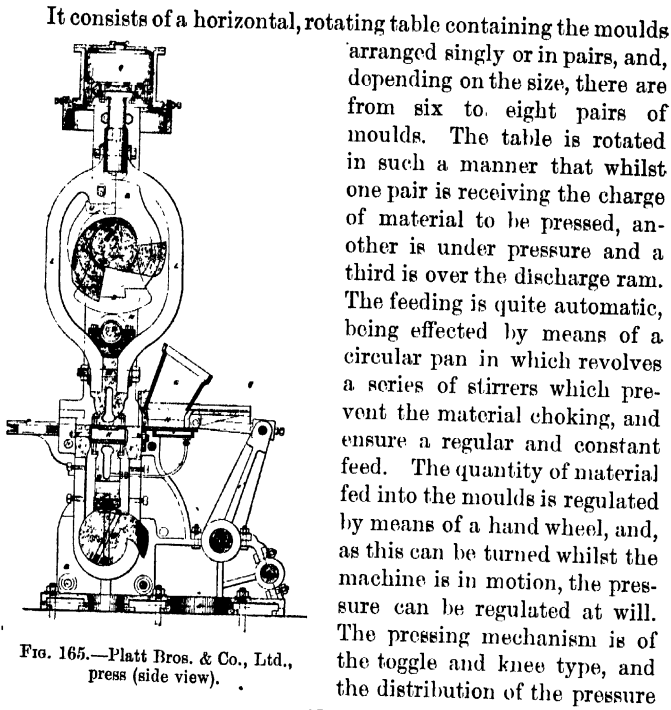 It consists of a horizontal, rotating table containing the moulds
arranged singly or in pairs, and,
depending on the size, there are
from six to eight pairs of
moulds. The table is rotated
in such a manner that whilst
one pair is receiving the charge
of material to be pressed, an-
other is under pressure and a
third is over the discharge ram.
The feeding is quite automatic,
being effected by means of a
circular pan in which revolves
a series of stirrers which pre-
vent the material choking, and
ensure a regular and constant
feed. The quantity of material
fed into the moulds is regulated
by means of a hand wheel, and,
as this can be turned whilst the
machine is in motion, the pres-
sure can be regulated at will.
The pressing mechanism is of
the toggle and knee type, and
the distribution of the pressure
FIG. 165.—Platt Bros. & Co., Ltd.,
press (side view).